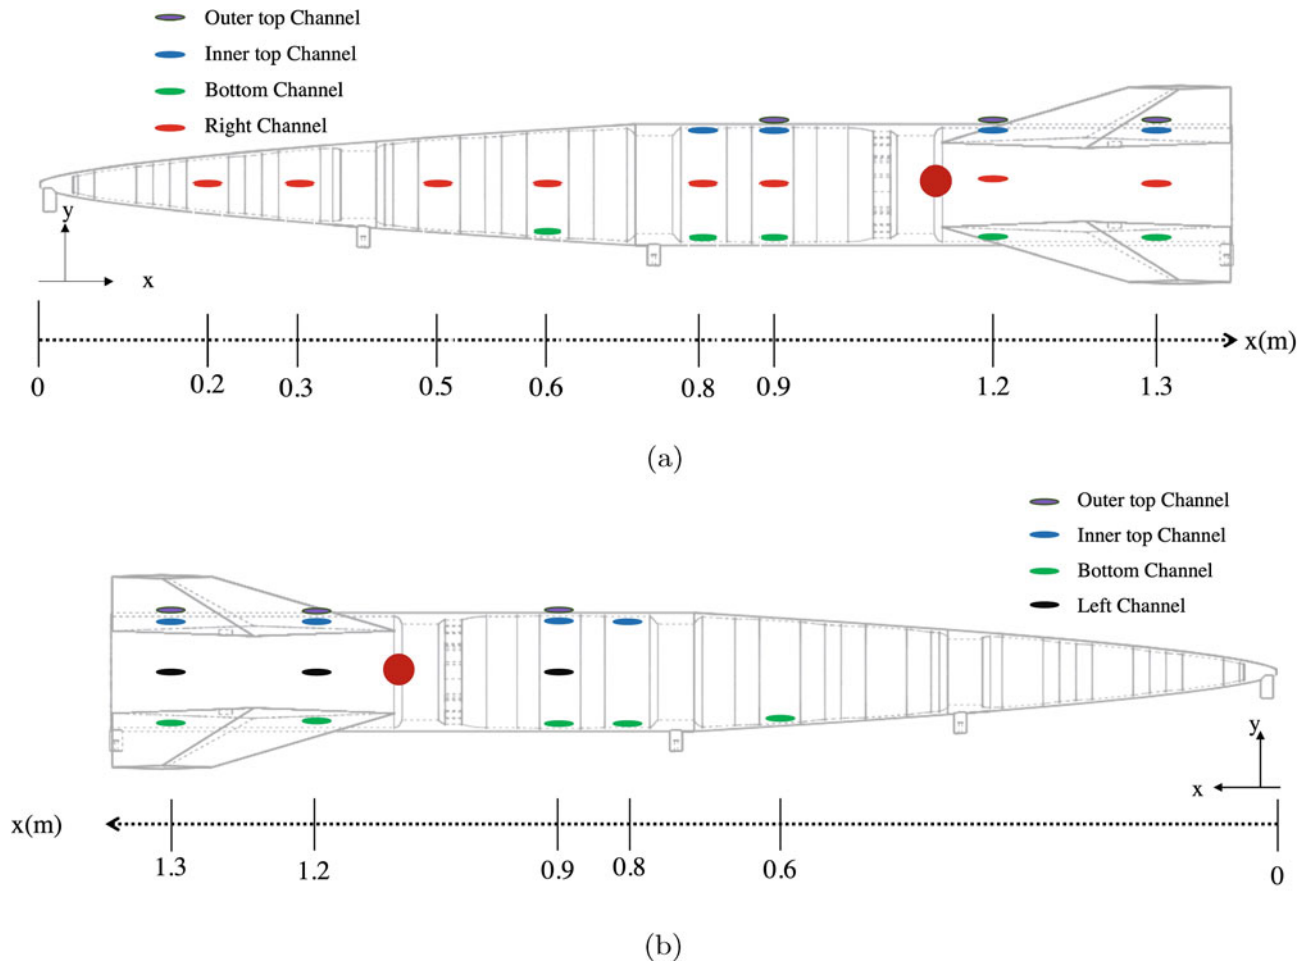 Outer top Channel
Inner top Channel
Bottom Channel
Right Channel
y
x
x(m)
0 0.2 0.3 0.5 0.6 0.8 0.9 1.2 1.3
(a)
Outer top Channel
Inner top Channel
Bottom Channel
Left Channel
y
x
x(m)
1.3 1.2 0.9 0.8 0.6 0
(b)